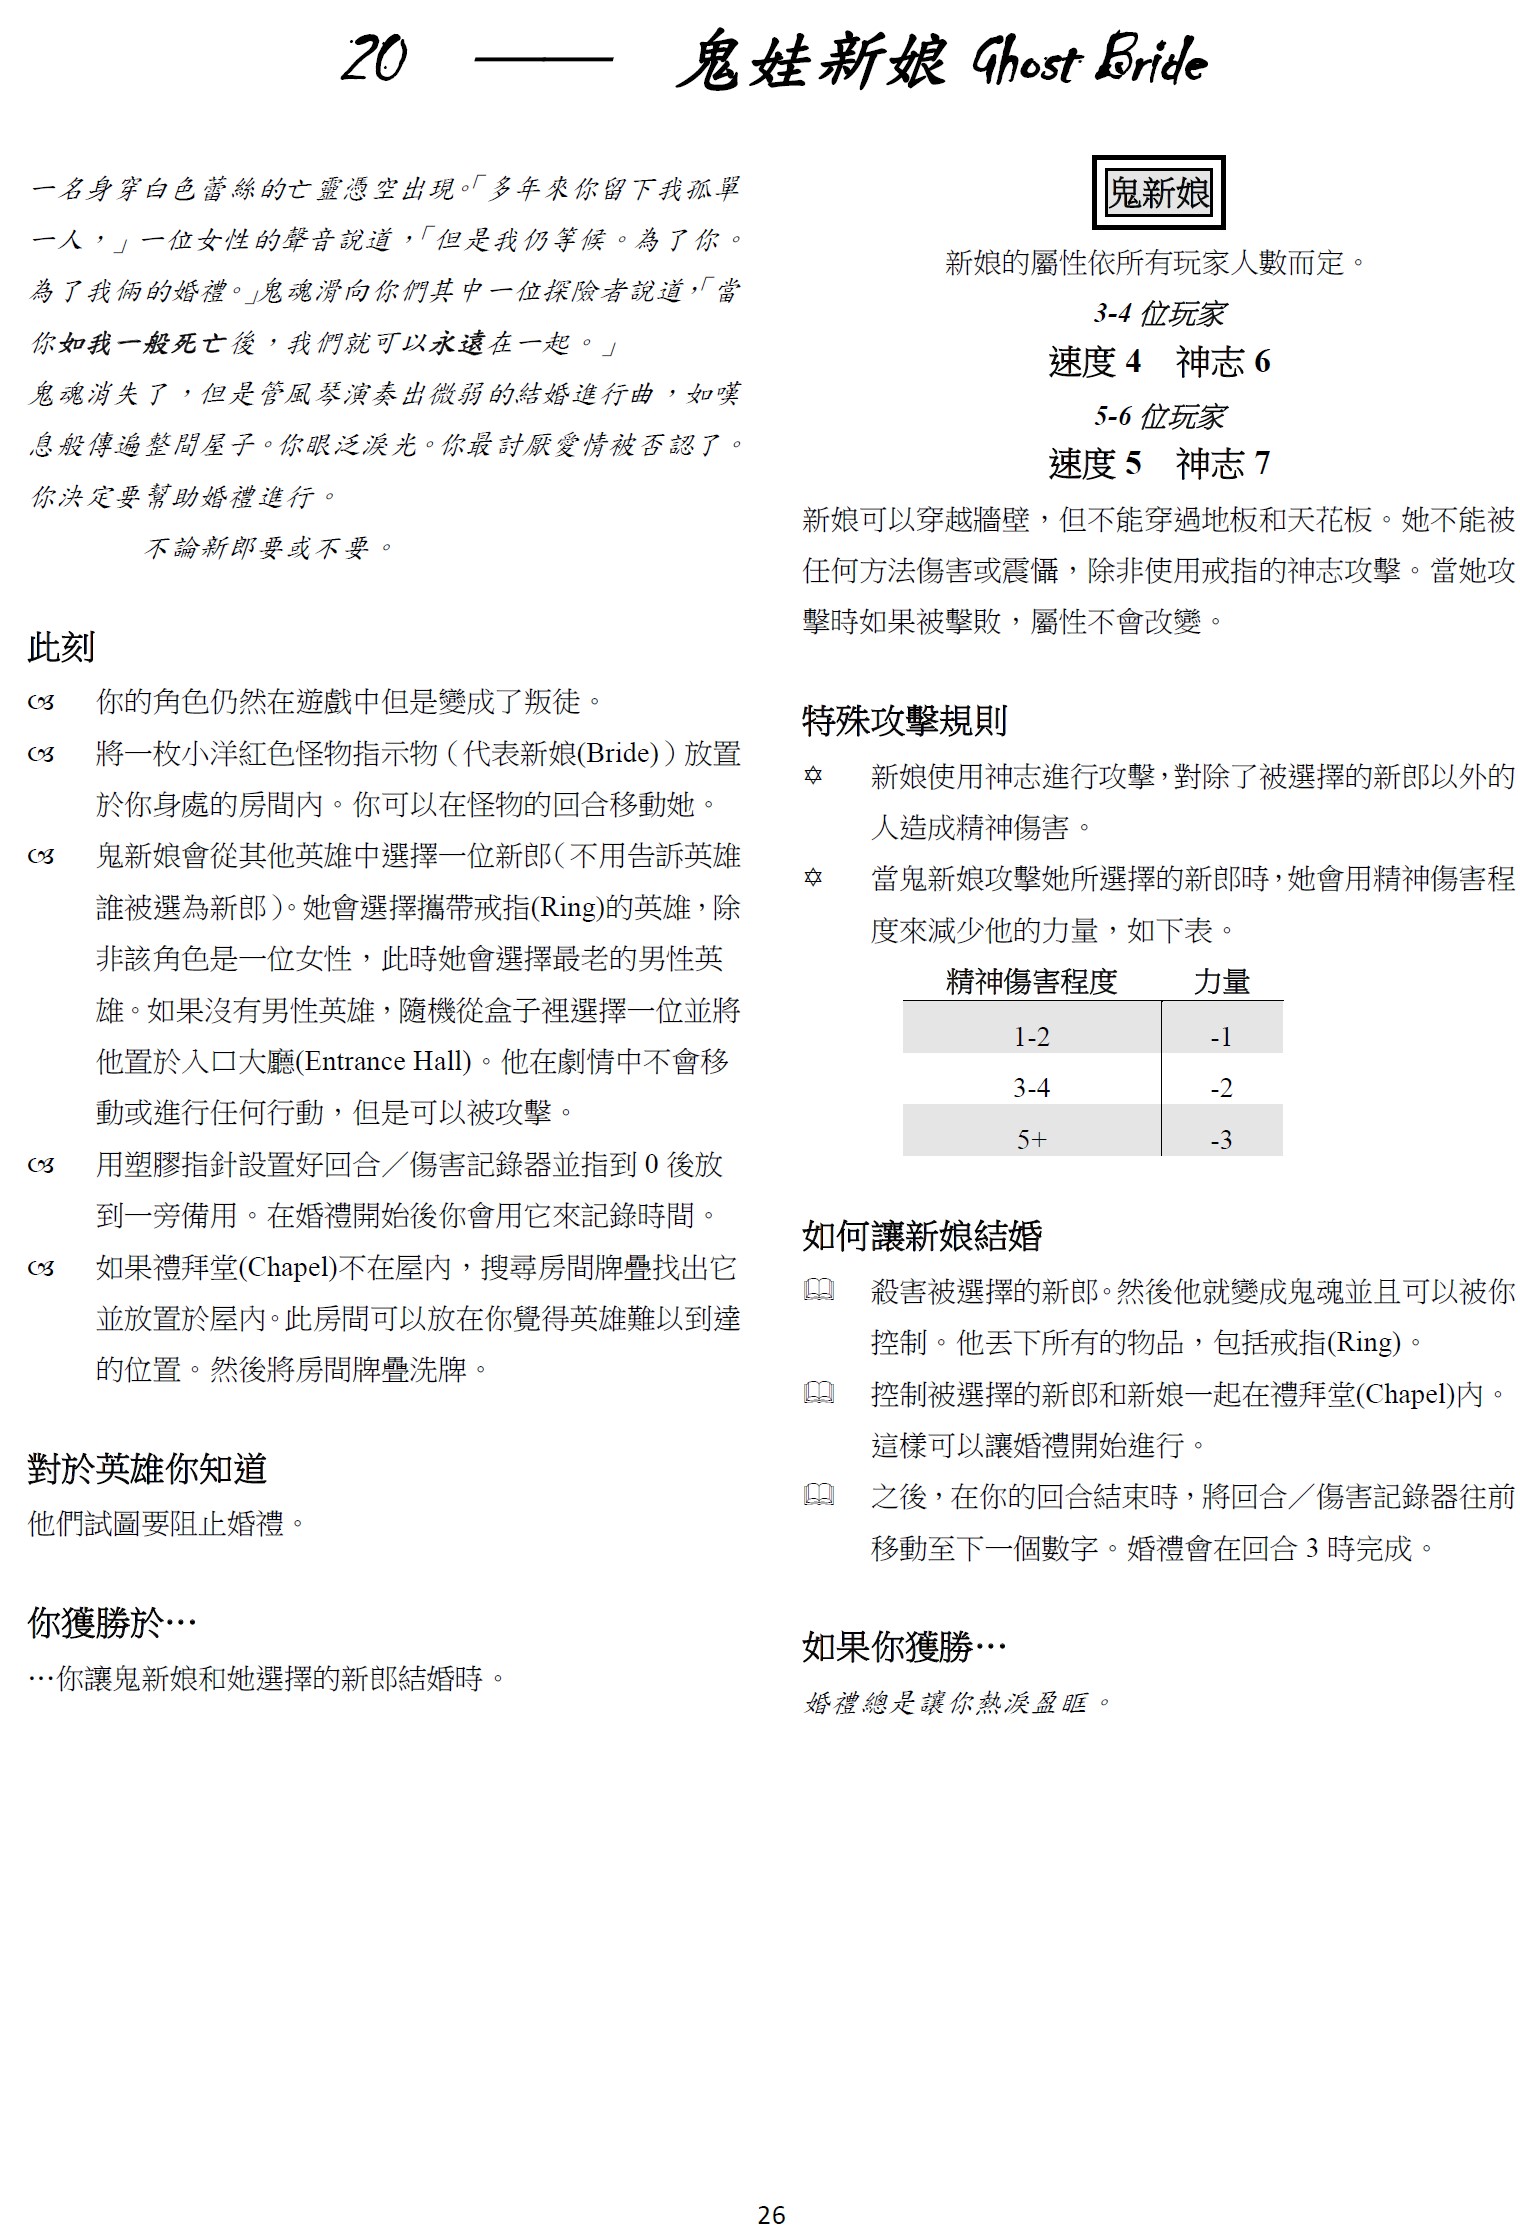 20 —— 鬼娃新娘 Ghost Bride
一名身穿白色蕾絲的亡靈憑空出現。「多年來你留下我孤單
一人，」一位女性的聲音說道，「但是我仍等候。為了你。
為了我倆的婚禮。」鬼魂滑向你們其中一位探險者說道，「當
你如我一般死亡後，我們就可以永遠在一起。」
鬼魂消失了，但是管風琴演奏出微弱的結婚進行曲，如嘆
息般傳遍整間屋子。你眼泛淚光。你最討厭愛情被否認了。
你決定要幫助婚禮進行。
不論新郎要或不要。
此刻
你的角色仍然在遊戲中但是變成了叛徒。
將一枚小洋紅色怪物指示物（代表新娘(Bride)）放置
於你身處的房間內。你可以在怪物的回合移動她。
鬼新娘會從其他英雄中選擇一位新郎（不用告訴英雄
誰被選為新郎）。她會選擇攜帶戒指(Ring)的英雄，除
非該角色是一位女性，此時她會選擇最老的男性英
雄。如果沒有男性英雄，隨機從盒子裡選擇一位並將
他置於入口大廳(Entrance Hall)。他在劇情中不會移
動或進行任何行動，但是可以被攻擊。
用塑膠指針設置好回合／傷害記錄器並指到 0 後放
到一旁備用。在婚禮開始後你會用它來記錄時間。
如果禮拜堂(Chapel)不在屋內，搜尋房間牌疊找出它
並放置於屋內。此房間可以放在你覺得英雄難以到達
的位置。然後將房間牌疊洗牌。
對於英雄你知道
他們試圖要阻止婚禮。
你獲勝於…
…你讓鬼新娘和她選擇的新郎結婚時。
鬼新娘
新娘的屬性依所有玩家人數而定。
3-4 位玩家
速度 4　神志 6
5-6 位玩家
速度 5　神志 7
新娘可以穿越牆壁，但不能穿過地板和天花板。她不能被
任何方法傷害或震懾，除非使用戒指的神志攻擊。當她攻
擊時如果被擊敗，屬性不會改變。
特殊攻擊規則
✡ 新娘使用神志進行攻擊，對除了被選擇的新郎以外的
人造成精神傷害。
✡ 當鬼新娘攻擊她所選擇的新郎時，她會用精神傷害程
度來減少他的力量，如下表。
精神傷害程度 力量
1-2 -1
3-4 -2
5+ -3
如何讓新娘結婚
殺害被選擇的新郎。然後他就變成鬼魂並且可以被你
控制。他丟下所有的物品，包括戒指(Ring)。
控制被選擇的新郎和新娘一起在禮拜堂(Chapel)內。
這樣可以讓婚禮開始進行。
之後，在你的回合結束時，將回合／傷害記錄器往前
移動至下一個數字。婚禮會在回合 3 時完成。
如果你獲勝…
婚禮總是讓你熱淚盈眶。
26